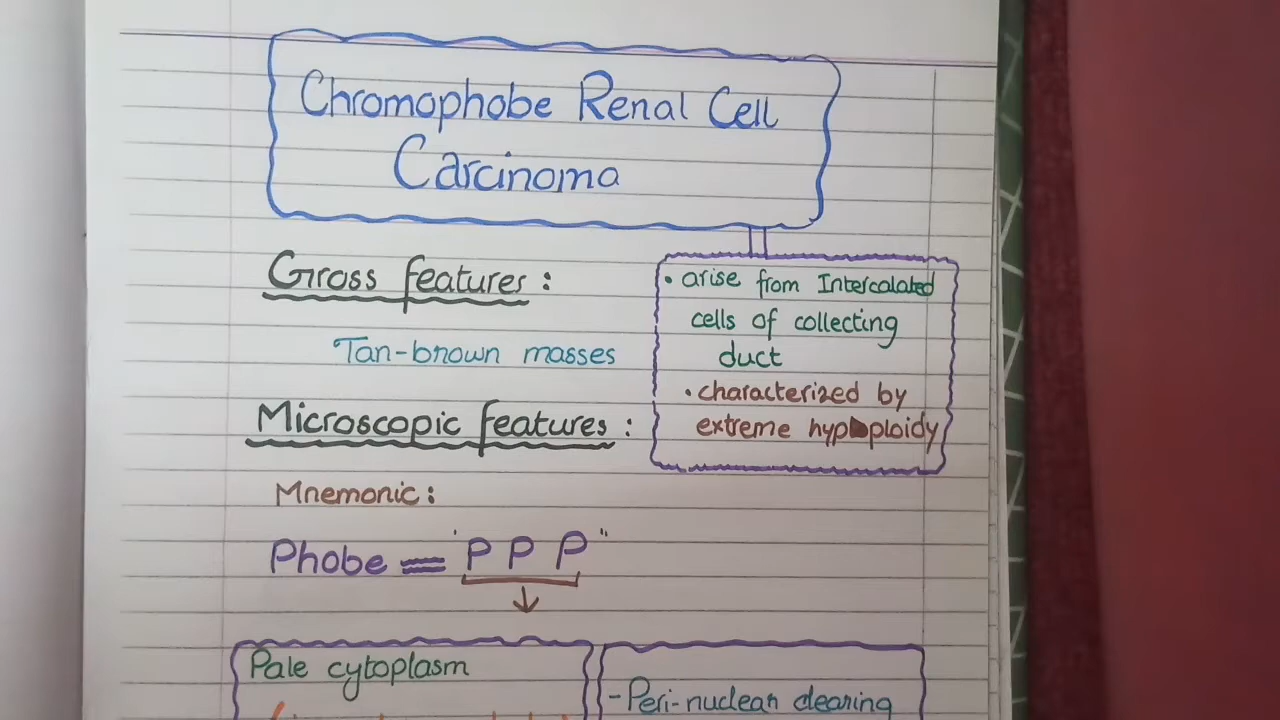 Chromophobe Renal Cell
Carcinoma
Gross features :
Tan-brown masses
• arise from Intercalated
cells of collecting
duct
• characterized by
extreme hypoploidy
Microscopic features :
Mnemonic :
Phobe = "P P P"
Pale cytoplasm
- Peri-nuclear clearing